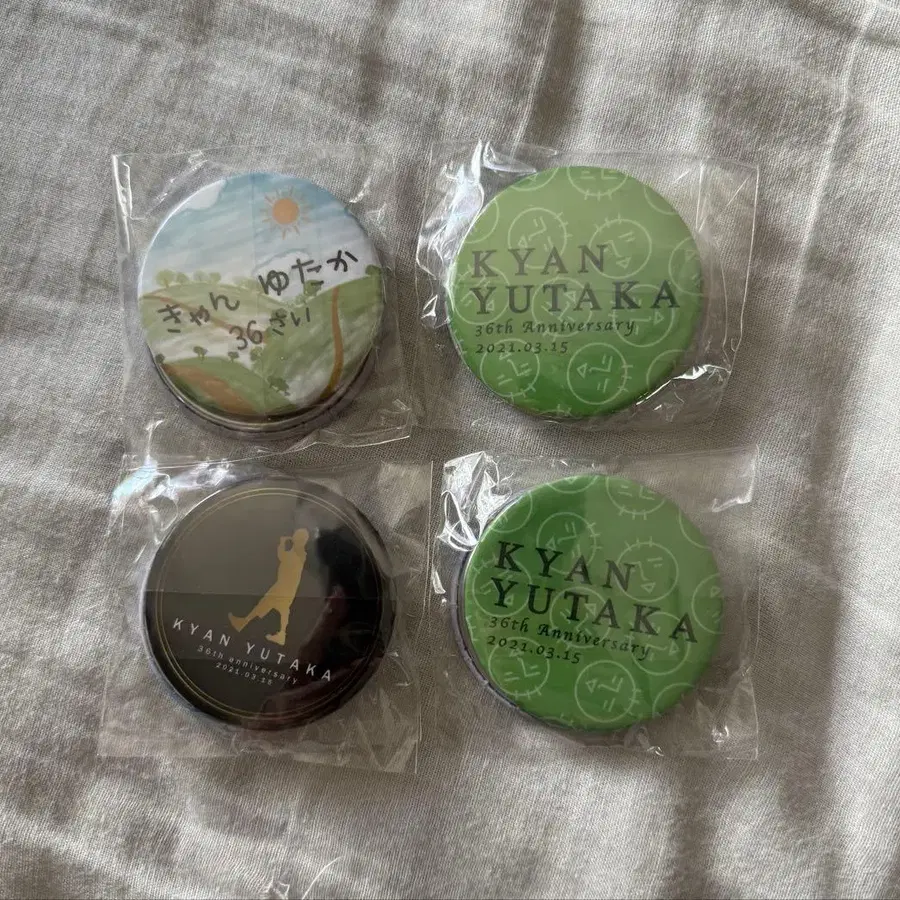 きゃん ゆたか
36さい
KYAN
YUTAKA
36th Anniversary
2021.03.15
KYAN YUTAKA
36th anniversary
2021.03.15
KYAN
YUTAKA
36th Anniversary
2021.03.15